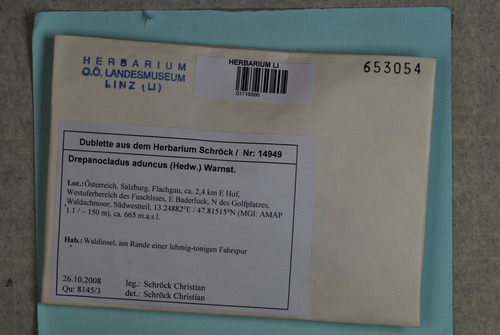 HERBARIUM
O.Ö. LANDESMUSEUM
LINZ (LI)
HERBARIUM LI
01716566
653054
Dublette aus dem Herbarium Schröck / Nr: 14949
Drepanocladus aduncus (Hedw.) Warnst.
Loc.: Österreich, Salzburg, Flachgau, ca. 2,4 km E Hof,
Westuferbereich des Fuschlsees, E Baderluck, N des Golfplatzes,
Waldachmoor, Südwestteil, 13.24882°E / 47.81515°N (MGI: AMAP
1.1 / ~ 150 m). ca. 665 m.a.s.l.
Hab.: Waldinsel, am Rande einer lehmig-tonigen Fahrspur
26.10.2008 leg.: Schröck Christian
Qu: 8145/3 det.: Schröck Christian